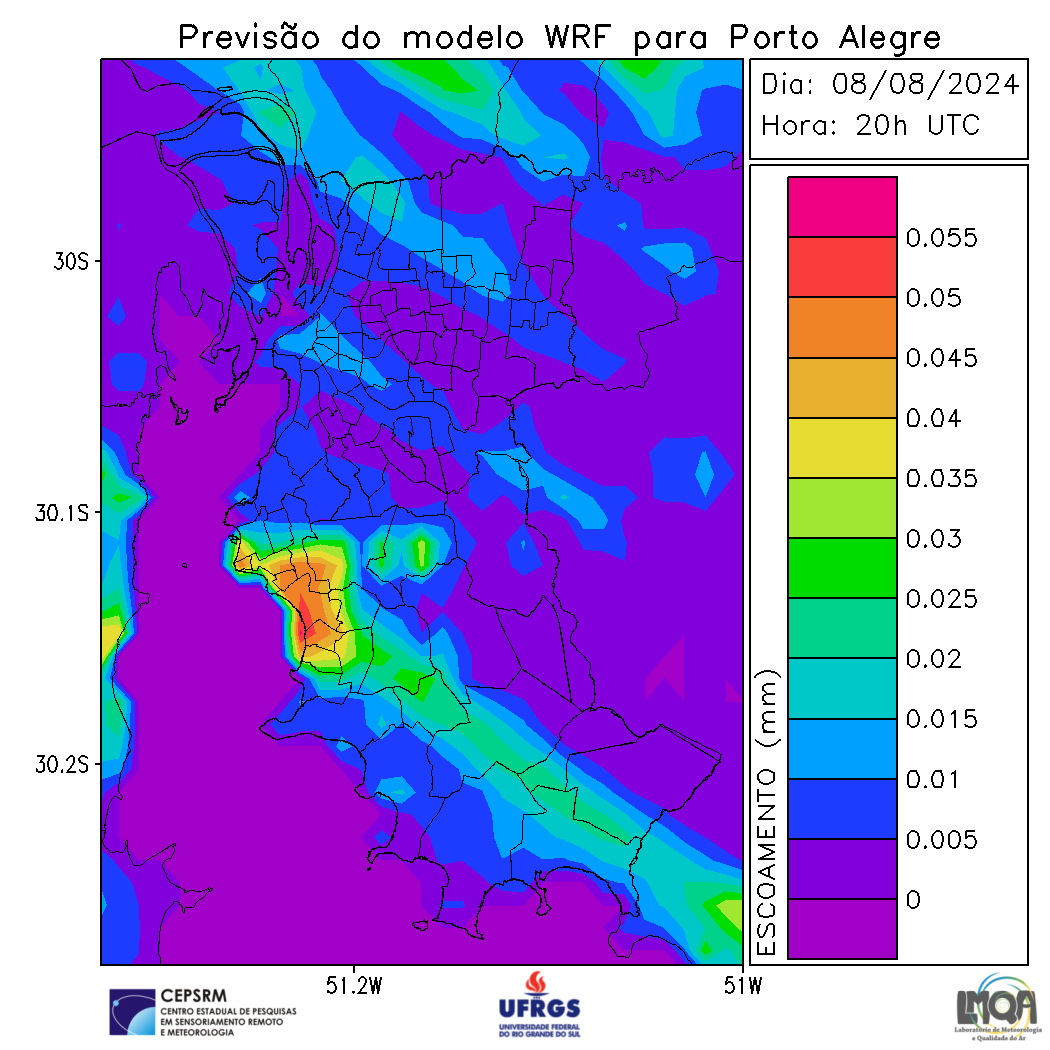 Previsão do modelo WRF para Porto Alegre
Dia: 08/08/2024
Hora: 20h UTC
30S
30.1S
30.2S
51.2W
51W
ESCOAMENTO (mm)
0.055
0.05
0.045
0.04
0.035
0.03
0.025
0.02
0.015
0.01
0.005
0
CEPSRM
CENTRO ESTADUAL DE PESQUISAS
EM SENSORIAMENTO REMOTO
E METEOROLOGIA
UFRGS
UNIVERSIDADE FEDERAL
DO RIO GRANDE DO SUL
LMQA
Laboratório de Meteorologia
e Qualidade do Ar